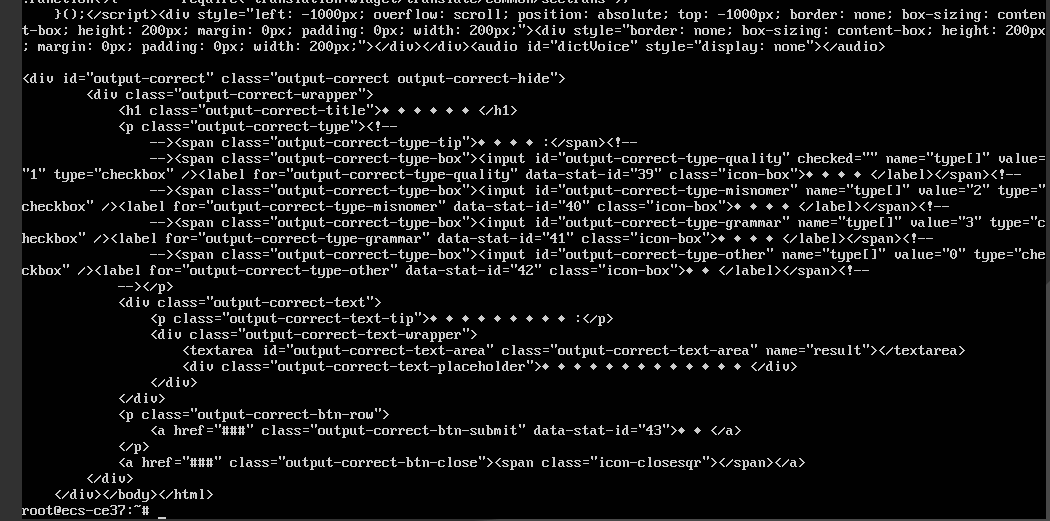 }();</script><div style="left: -1000px; overflow: scroll; position: absolute; top: -1000px; border: none; box-sizing: conten
t-box; height: 200px; margin: 0px; padding: 0px; width: 200px;"><div style="border: none; box-sizing: content-box; height: 200px
; margin: 0px; padding: 0px; width: 200px;"></div></div><audio id="dictVoice" style="display: none"></audio>
<div id="output-correct" class="output-correct output-correct-hide">
<div class="output-correct-wrapper">
<h1 class="output-correct-title">♦ ♦ ♦ ♦ ♦ ♦ </h1>
<p class="output-correct-type"><!--
--><span class="output-correct-type-tip">♦ ♦ ♦ ♦ :</span><!--
--><span class="output-correct-type-box"><input id="output-correct-type-quality" checked="" name="type[]" value=
"1" type="checkbox" /><label for="output-correct-type-quality" data-stat-id="39" class="icon-box">♦ ♦ ♦ ♦ </label></span><!--
--><span class="output-correct-type-box"><input id="output-correct-type-misnomer" name="type[]" value="2" type="
checkbox" /><label for="output-correct-type-misnomer" data-stat-id="40" class="icon-box">♦ ♦ ♦ ♦ </label></span><!--
--><span class="output-correct-type-box"><input id="output-correct-type-grammar" name="type[]" value="3" type="c
heckbox" /><label for="output-correct-type-grammar" data-stat-id="41" class="icon-box">♦ ♦ ♦ ♦ </label></span><!--
--><span class="output-correct-type-box"><input id="output-correct-type-other" name="type[]" value="0" type="che
ckbox" /><label for="output-correct-type-other" data-stat-id="42" class="icon-box">♦ ♦ </label></span><!--
--></p>
<div class="output-correct-text">
<p class="output-correct-text-tip">♦ ♦ ♦ ♦ ♦ ♦ ♦ ♦ ♦ :</p>
<div class="output-correct-text-wrapper">
<textarea id="output-correct-text-area" class="output-correct-text-area" name="result"></textarea>
<div class="output-correct-text-placeholder">♦ ♦ ♦ ♦ ♦ ♦ ♦ ♦ ♦ ♦ ♦ ♦ ♦ </div>
</div>
</div>
<p class="output-correct-btn-row">
<a href="###" class="output-correct-btn-submit" data-stat-id="43">♦ ♦ </a>
</p>
<a href="###" class="output-correct-btn-close"><span class="icon-closesqr"></span></a>
</div>
</div></body></html>
root@ecs-ce37:~# _